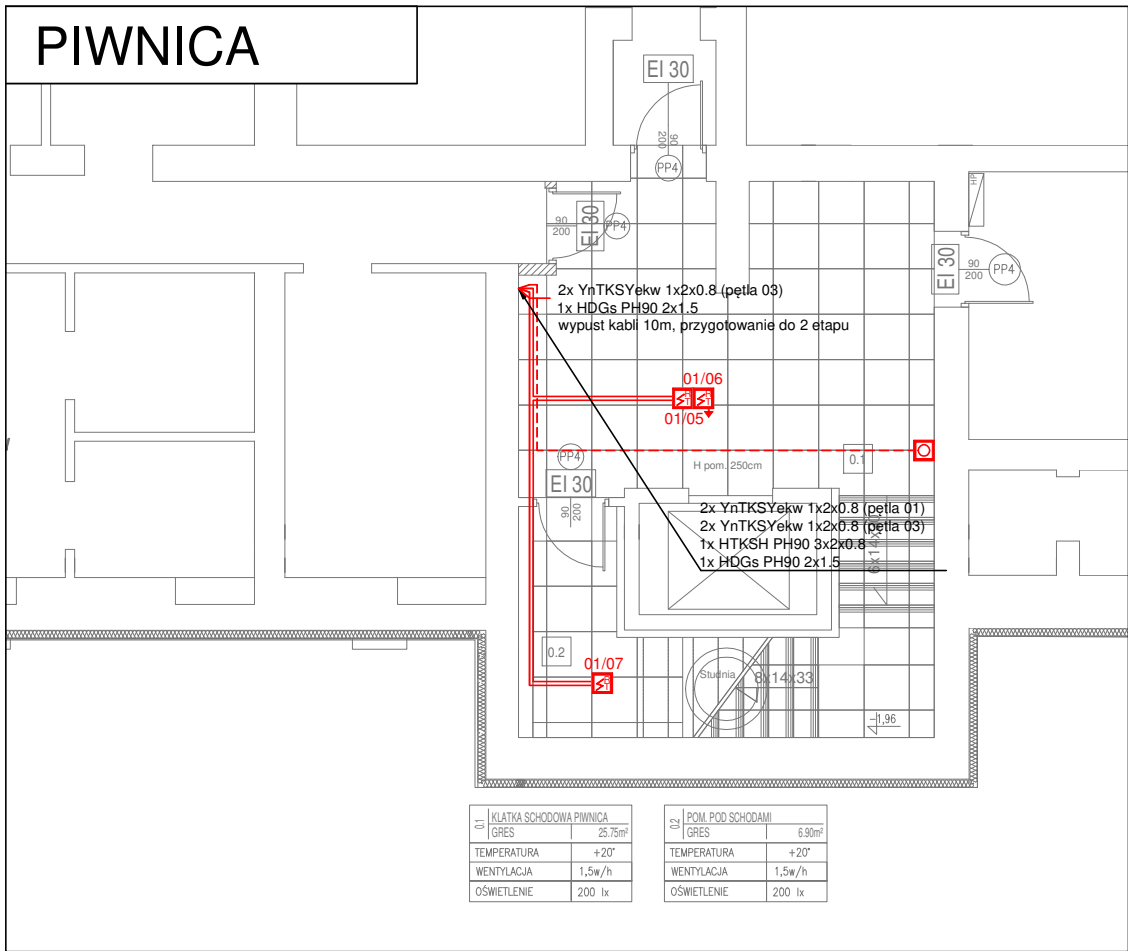 PIWNICA
EI 30
90
200
PP4
90
200
EI 30
PP4
HP
EI 30
90
200
PP4
2x YnTKSYekw 1x2x0.8 (pętla 03)
1x HDGs PH90 2x1.5
wypust kabli 10m, przygotowanie do 2 etapu
01/06
01/05
PP4
EI 30
90
200
H pom. 250cm
0.1
2x YnTKSYekw 1x2x0.8 (pętla 01)
2x YnTKSYekw 1x2x0.8 (pętla 03)
1x HTKSH PH90 3x2x0.8
1x HDGs PH90 2x1.5
0.2
01/07
Studnia
8x14x33
-1,96
0.1 KLATKA SCHODOWA PIWNICA
GRES 25.75m²
TEMPERATURA +20°
WENTYLACJA 1,5w/h
OŚWIETLENIE 200 lx
0.2 POM. POD SCHODAMI
GRES 6.90m²
TEMPERATURA +20°
WENTYLACJA 1,5w/h
OŚWIETLENIE 200 lx